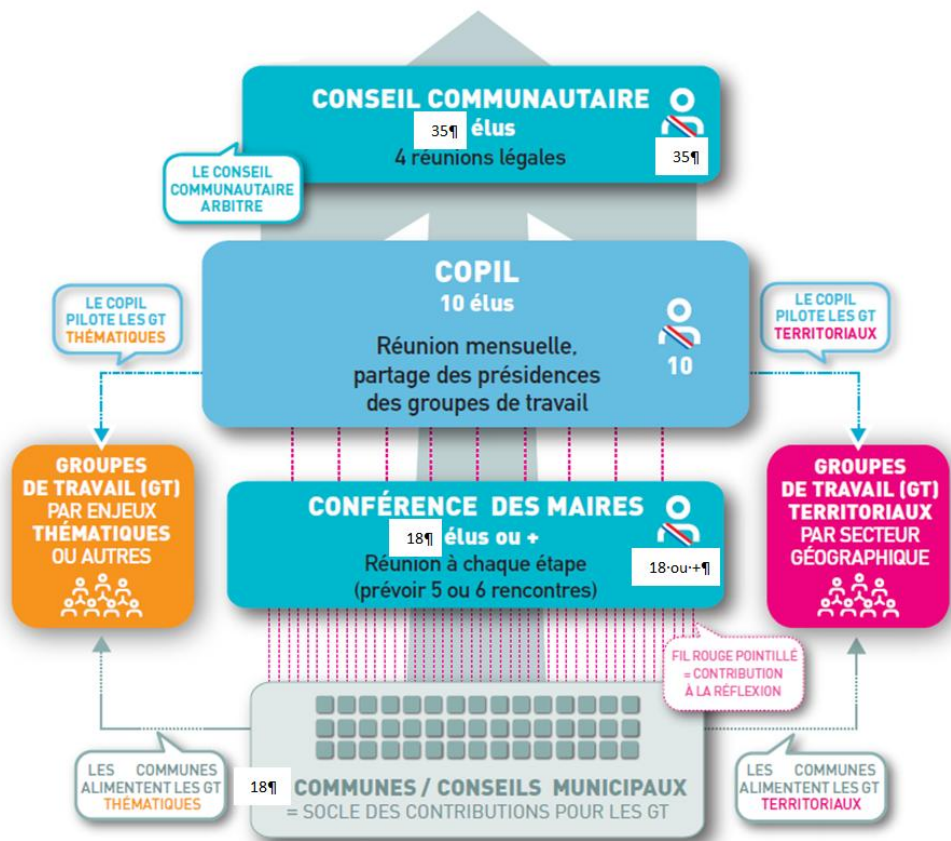 CONSEIL COMMUNAUTAIRE
35¶ élus
4 réunions légales
35¶
LE CONSEIL
COMMUNAUTAIRE
ARBITRE
COPIL
10 élus
Réunion mensuelle,
partage des présidences
des groupes de travail
10
LE COPIL
PILOTE LES GT
THÉMATIQUES
LE COPIL
PILOTE LES GT
TERRITORIAUX
GROUPES
DE TRAVAIL (GT)
PAR ENJEUX
THÉMATIQUES
OU AUTRES
CONFÉRENCE DES MAIRES
18¶ élus ou +
Réunion à chaque étape
(prévoir 5 ou 6 rencontres)
18·ou·+¶
GROUPES
DE TRAVAIL (GT)
TERRITORIAUX
PAR SECTEUR
GÉOGRAPHIQUE
FIL ROUGE POINTILLÉ
= CONTRIBUTION
À LA RÉFLEXION
LES COMMUNES
ALIMENTENT LES GT
THÉMATIQUES
18¶ COMMUNES / CONSEILS MUNICIPAUX
= SOCLE DES CONTRIBUTIONS POUR LES GT
LES COMMUNES
ALIMENTENT LES GT
TERRITORIAUX